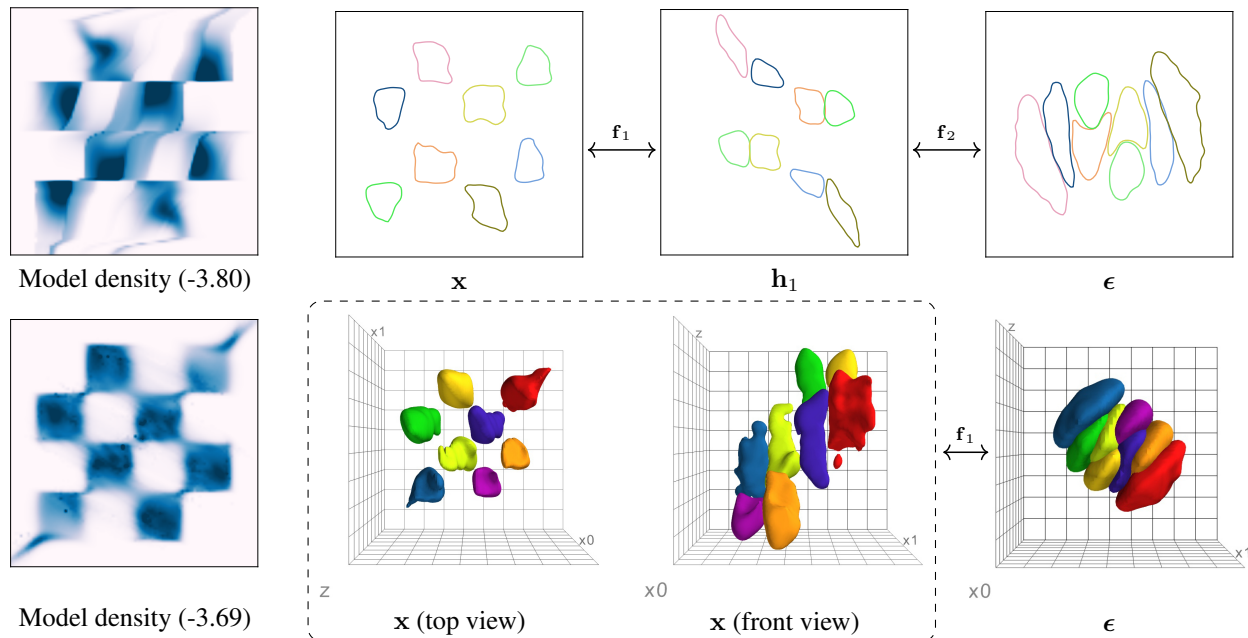 f₁
f₂
Model density (-3.80)
x
h₁
ϵ
x1
x0
z
z
x1
x0
f₁
z
x1
x0
Model density (-3.69)
x (top view)
x (front view)
ϵ